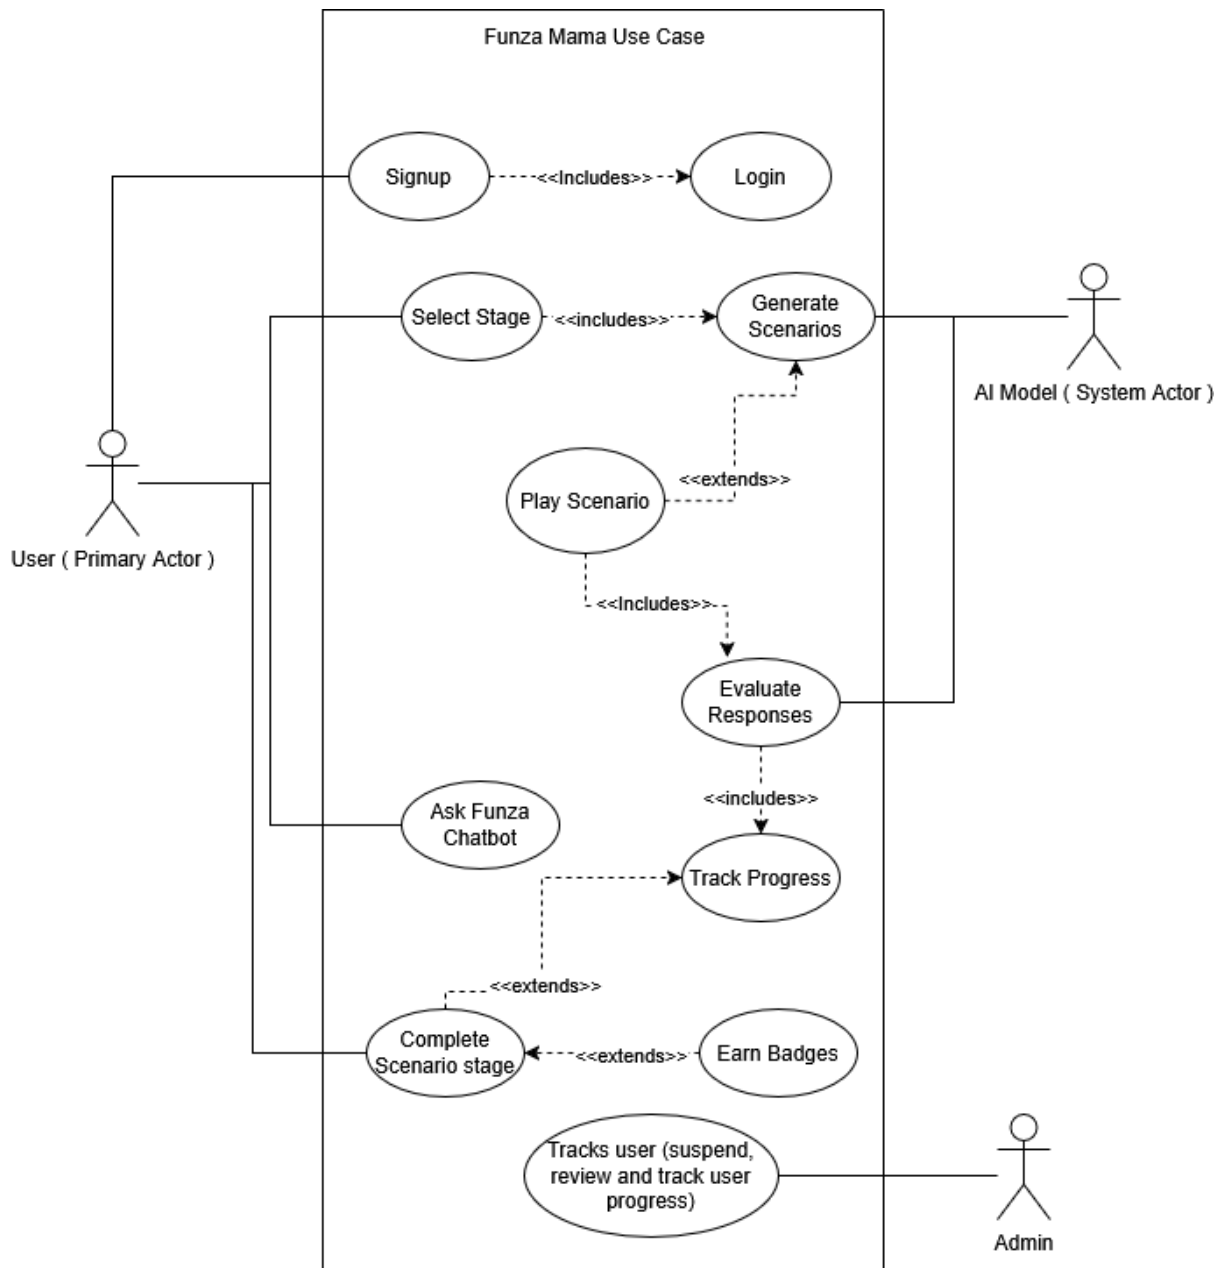 Funza Mama Use Case
Signup
<<Includes>>
Login
Select Stage
<<includes>>
Generate
Scenarios
AI Model ( System Actor )
<<extends>>
Play Scenario
User ( Primary Actor )
<<Includes>>
Evaluate
Responses
<<includes>>
Ask Funza
Chatbot
Track Progress
<<extends>>
Complete
Scenario stage
<<extends>>
Earn Badges
Tracks user (suspend,
review and track user
progress)
Admin